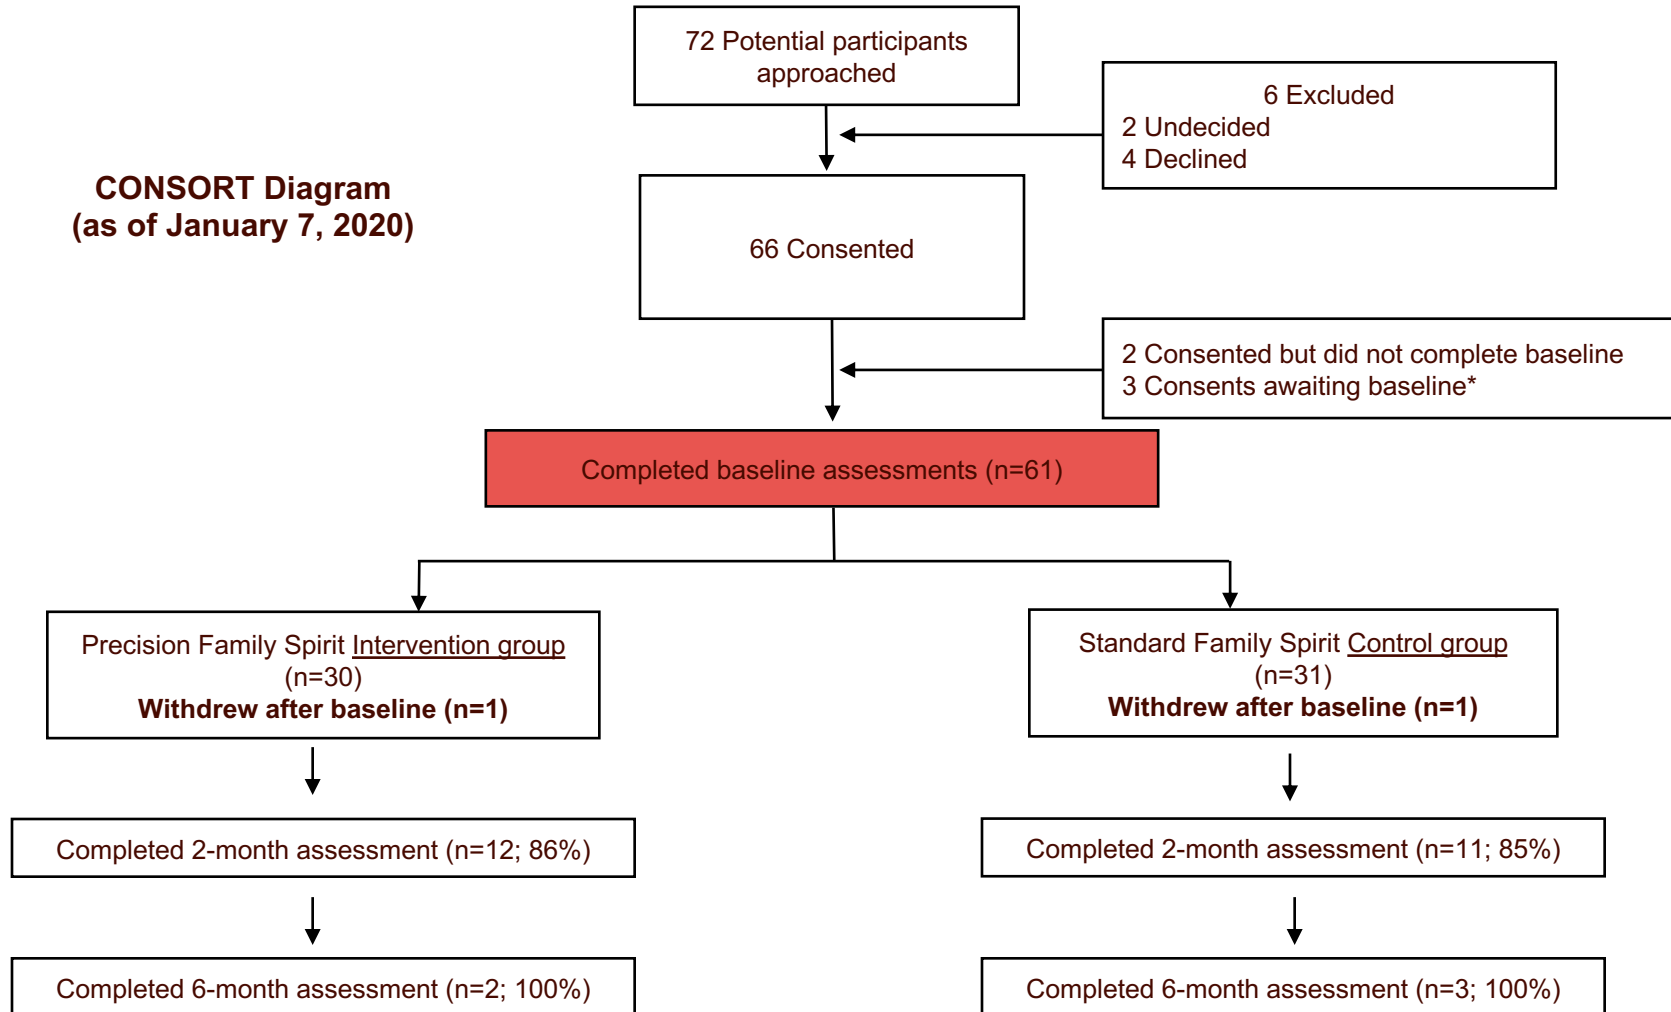 72 Potential participants
approached
6 Excluded
2 Undecided
4 Declined
CONSORT Diagram
(as of January 7, 2020)
66 Consented
2 Consented but did not complete baseline
3 Consents awaiting baseline*
Completed baseline assessments (n=61)
Precision Family Spirit Intervention group
(n=30)
Withdrew after baseline (n=1)
Standard Family Spirit Control group
(n=31)
Withdrew after baseline (n=1)
Completed 2-month assessment (n=12; 86%)
Completed 2-month assessment (n=11; 85%)
Completed 6-month assessment (n=2; 100%)
Completed 6-month assessment (n=3; 100%)